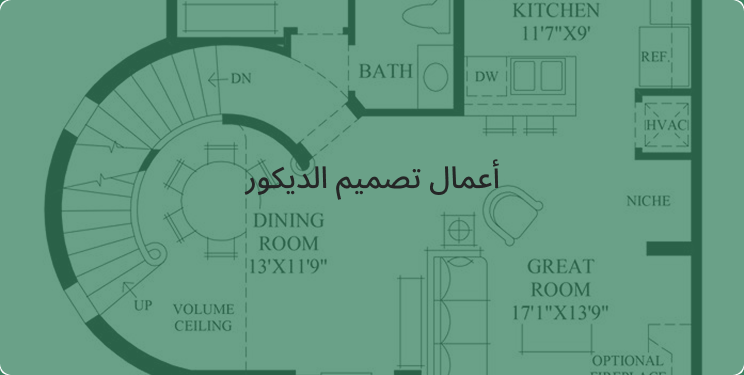 KITCHEN
11'7"X9'
REF.
BATH
DW
DN
HVAC
أعمال تصميم الديكور
NICHE
DINING
ROOM
13'X11'9"
GREAT
ROOM
17'1"X13'9"
UP
VOLUME
CEILING
OPTIONAL
FIREPLACE